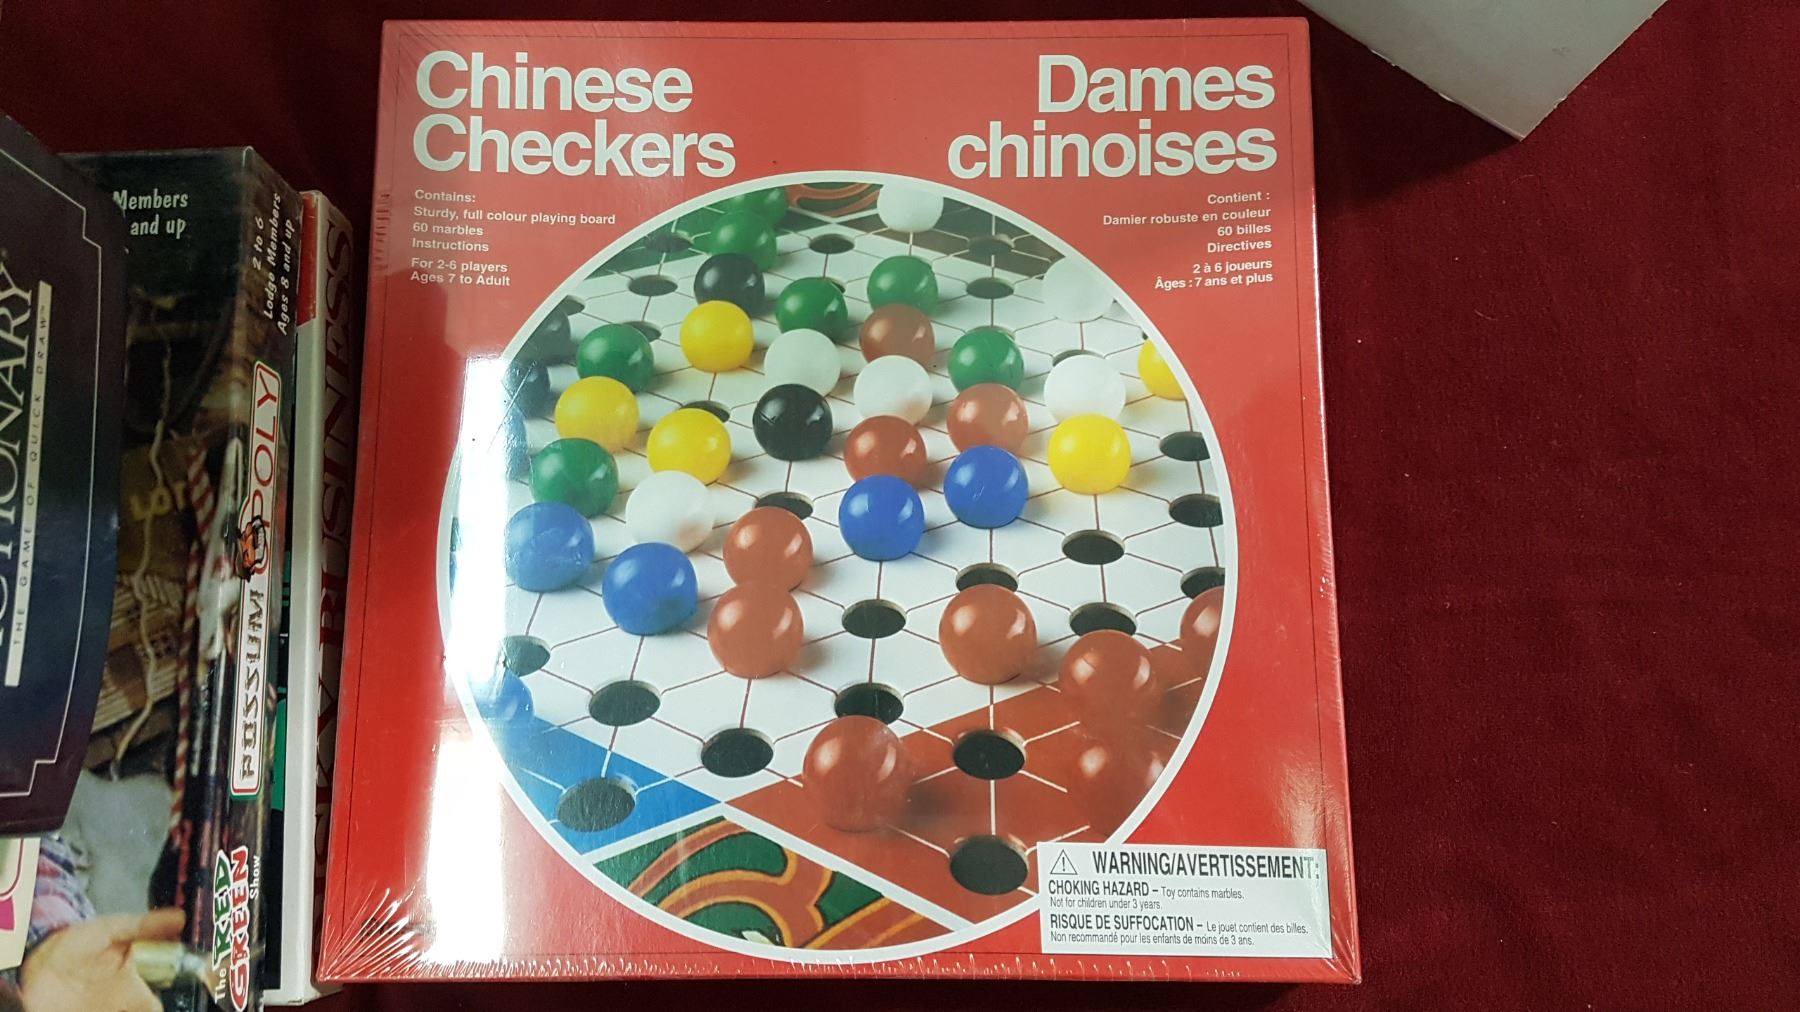 Chinese
Checkers
Contains:
Sturdy, full colour playing board
60 marbles
Instructions
For 2-6 players
Ages 7 to Adult
Dames
chinoises
Contient :
Damier robuste en couleur
60 billes
Directives
2 à 6 joueurs
Âges : 7 ans et plus
WARNING/AVERTISSEMENT:
CHOKING HAZARD – Toy contains marbles.
Not for children under 3 years.
RISQUE DE SUFFOCATION – Le jouet contient des billes.
Non recommandé pour les enfants de moins de 3 ans.
Members
and up
2 to 6
Lodge Members
Ages 8 and up
POSSUM
OPOLY
The
RED
GREEN
Show
THE GAME OF QUICK DRAW